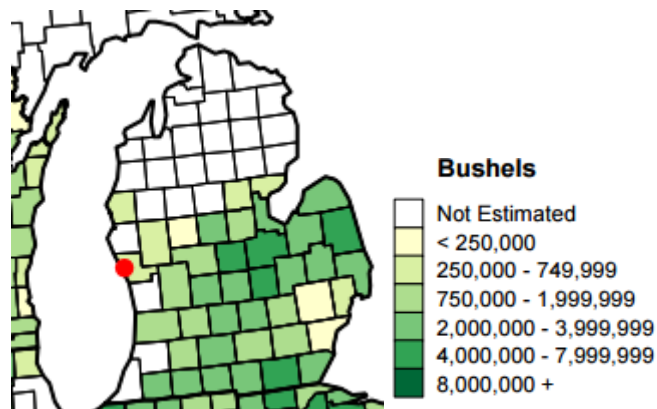 Bushels
Not Estimated
< 250,000
250,000 - 749,999
750,000 - 1,999,999
2,000,000 - 3,999,999
4,000,000 - 7,999,999
8,000,000 +